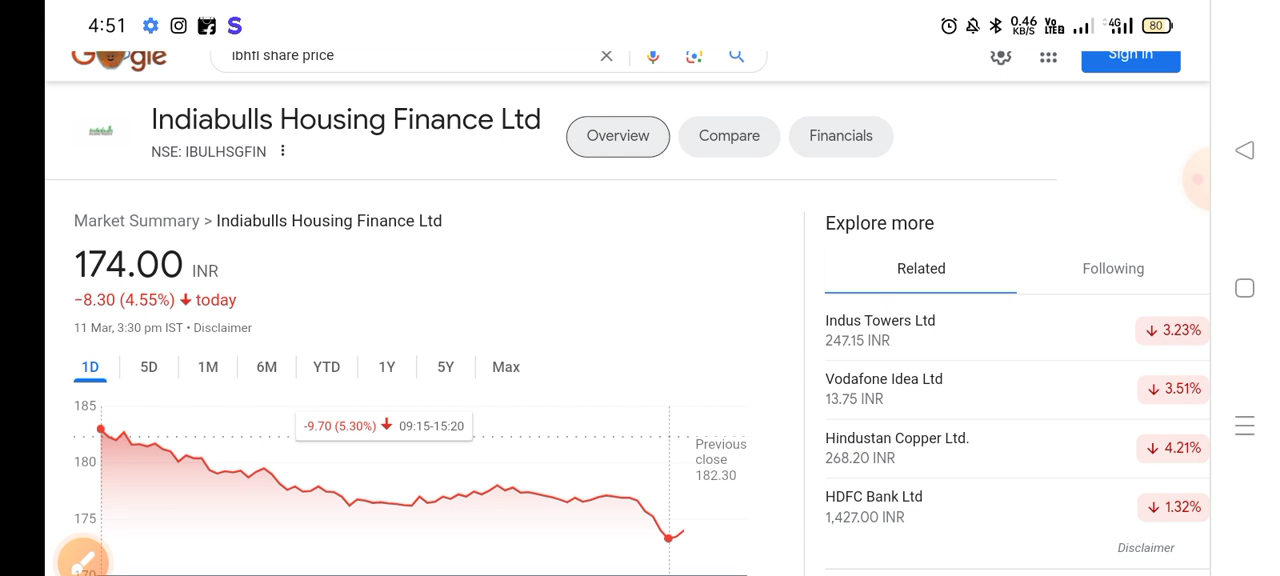 4:51
0.46
KB/S
Vo
LTE2
4G
80
ibhfl share price
Sign in
Indiabulls Housing Finance Ltd
NSE: IBULHSGFIN
Overview
Compare
Financials
Market Summary > Indiabulls Housing Finance Ltd
174.00 INR
−8.30 (4.55%) ↓ today
11 Mar, 3:30 pm IST • Disclaimer
1D 5D 1M 6M YTD 1Y 5Y Max
185
-9.70 (5.30%) ↓ 09:15-15:20
Previous
close
182.30
180
175
170
Explore more
Related
Following
Indus Towers Ltd
247.15 INR
↓ 3.23%
Vodafone Idea Ltd
13.75 INR
↓ 3.51%
Hindustan Copper Ltd.
268.20 INR
↓ 4.21%
HDFC Bank Ltd
1,427.00 INR
↓ 1.32%
Disclaimer